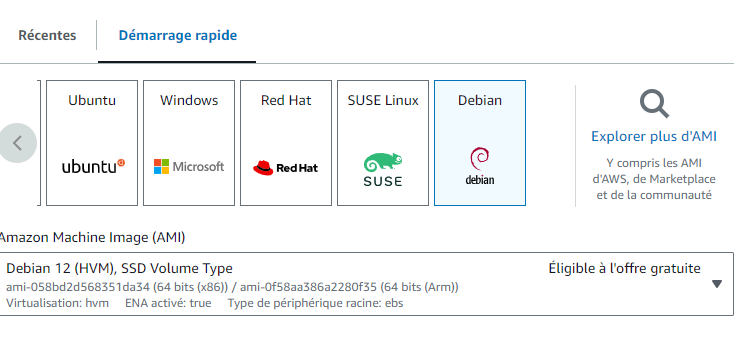 Récentes
Démarrage rapide
Ubuntu
Windows
Red Hat
SUSE Linux
Debian
ubuntu
Microsoft
Red Hat
SUSE
debian
Explorer plus d'AMI
Y compris les AMI
d'AWS, de Marketplace
et de la communauté
Amazon Machine Image (AMI)
Debian 12 (HVM), SSD Volume Type
Éligible à l'offre gratuite
ami-058bd2d568351da34 (64 bits (x86)) / ami-0f58aa386a2280f35 (64 bits (Arm))
Virtualisation: hvm ENA activé: true Type de périphérique racine: ebs